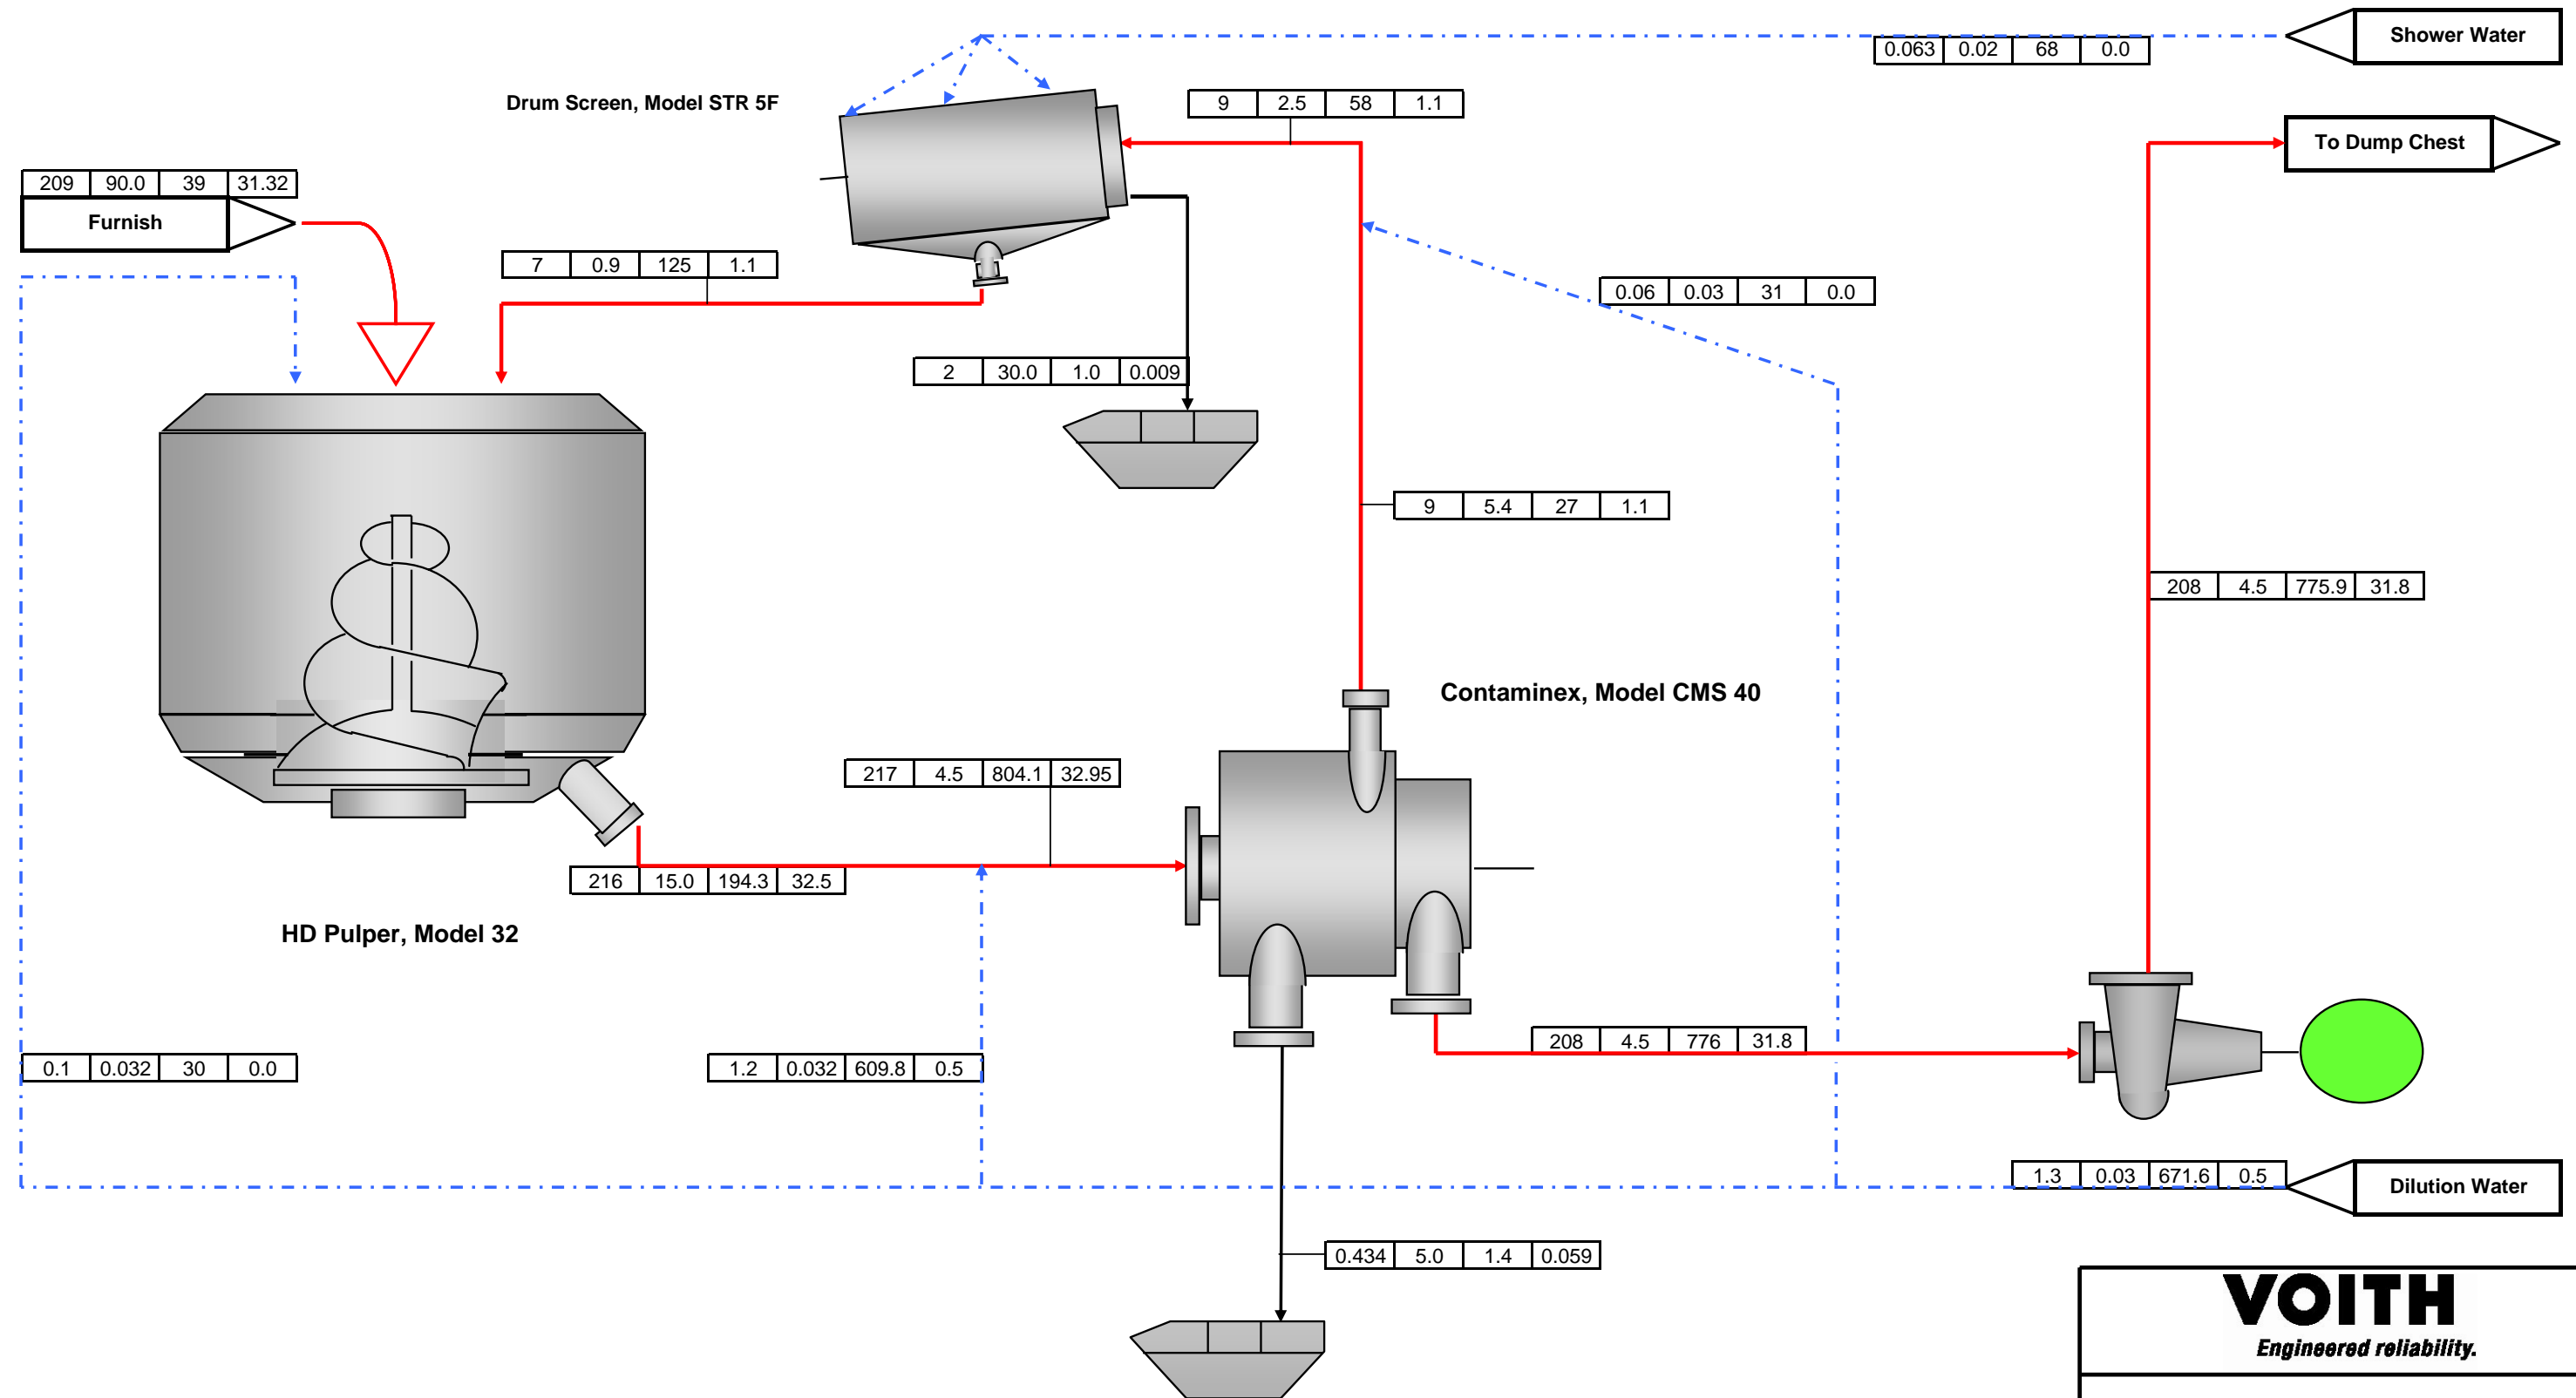 Shower Water
0.063 0.02 68 0.0
Drum Screen, Model STR 5F
9 2.5 58 1.1
To Dump Chest
209 90.0 39 31.32
Furnish
7 0.9 125 1.1
0.06 0.03 31 0.0
2 30.0 1.0 0.009
9 5.4 27 1.1
208 4.5 775.9 31.8
Contaminex, Model CMS 40
217 4.5 804.1 32.95
216 15.0 194.3 32.5
HD Pulper, Model 32
208 4.5 776 31.8
0.1 0.032 30 0.0
1.2 0.032 609.8 0.5
1.3 0.03 671.6 0.5
Dilution Water
0.434 5.0 1.4 0.059
VOITH
Engineered reliability.